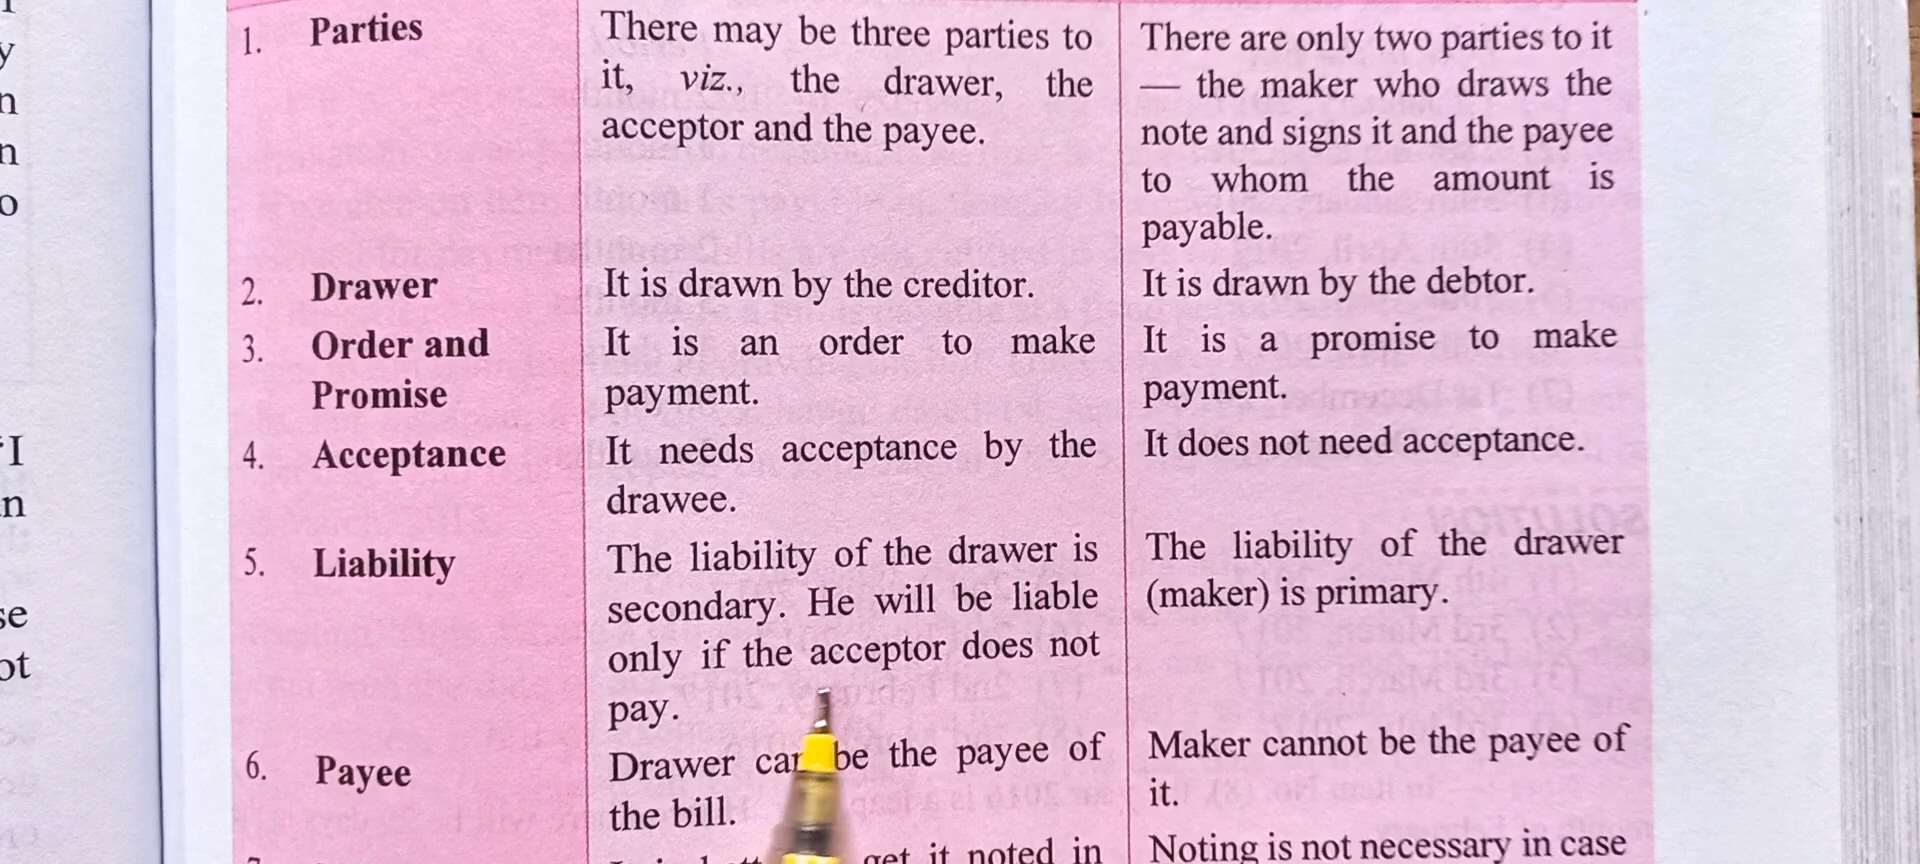 1. Parties
There may be three parties to
it, viz., the drawer, the
acceptor and the payee.
There are only two parties to it
— the maker who draws the
note and signs it and the payee
to whom the amount is
payable.
2. Drawer
It is drawn by the creditor.
It is drawn by the debtor.
3. Order and
Promise
It is an order to make
payment.
It is a promise to make
payment.
4. Acceptance
It needs acceptance by the
drawee.
It does not need acceptance.
5. Liability
The liability of the drawer is
secondary. He will be liable
only if the acceptor does not
pay.
The liability of the drawer
(maker) is primary.
6. Payee
Drawer can be the payee of
the bill.
Maker cannot be the payee of
it.
get it noted in
Noting is not necessary in case